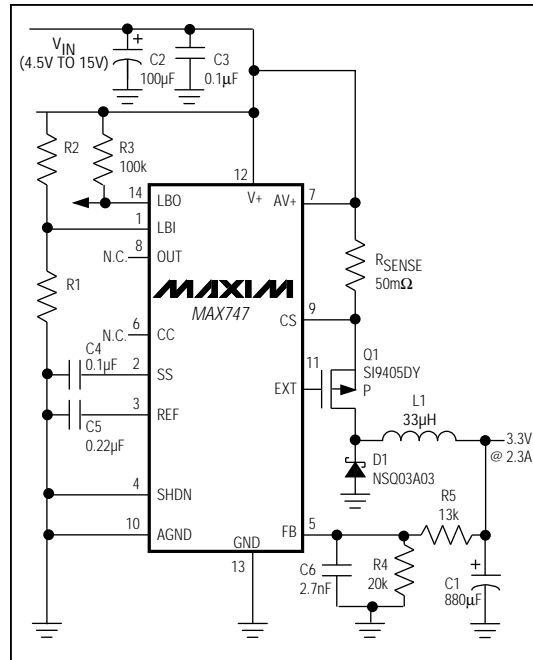 V_IN
(4.5V TO 15V)
+
C2
100µF
C3
0.1µF
R2
R3
100k
12
V+
AV+
7
14
LBO
1
LBI
8
N.C.
OUT
R_SENSE
50mΩ
MAXIM
MAX747
CS
9
R1
6
N.C.
CC
C4
0.1µF
2
SS
Q1
SI9405DY
P
11
EXT
3
REF
C5
0.22µF
L1
33µH
3.3V
@ 2.3A
D1
NSQ03A03
4
SHDN
10
AGND
GND
13
FB
5
R5
13k
C6
2.7nF
R4
20k
+
C1
880µF